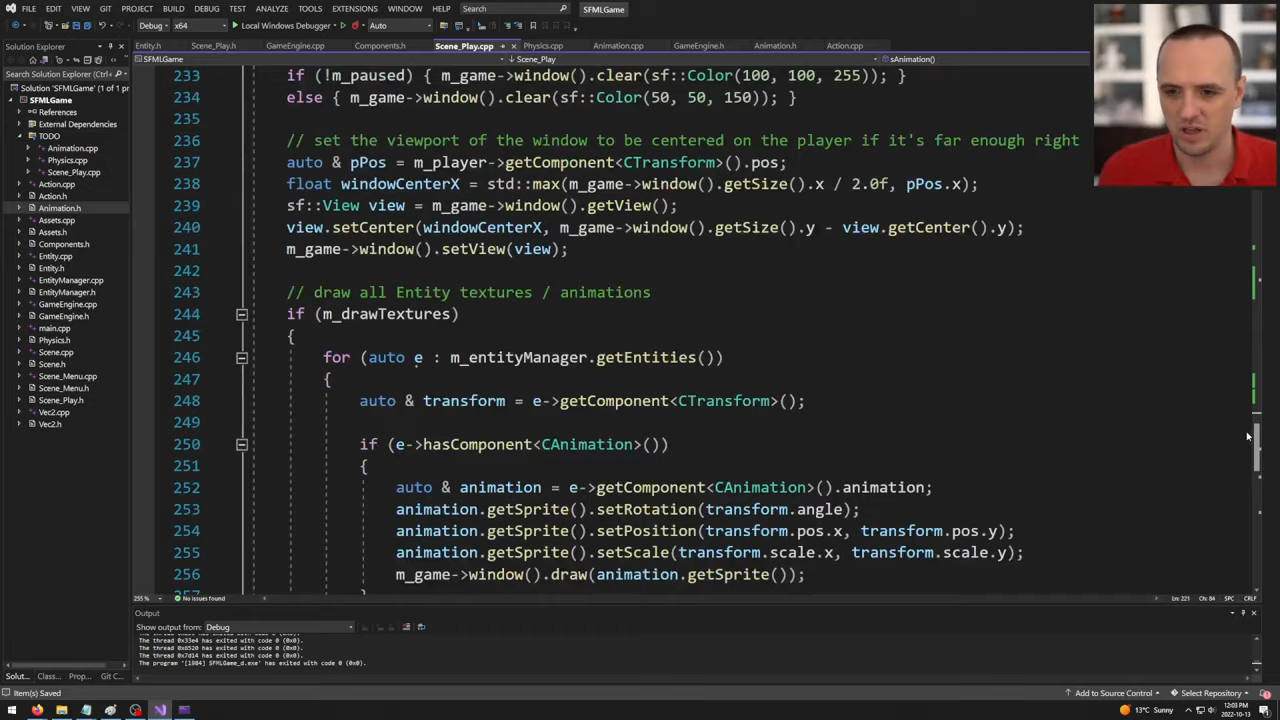 FILE EDIT VIEW GIT PROJECT BUILD DEBUG TEST ANALYZE TOOLS EXTENSIONS WINDOW HELP Search SFMLGame
Debug x64 Local Windows Debugger Auto
Solution Explorer
Search Solution Explorer
Solution 'SFMLGame' (1 of 1 pr
SFMLGame
References
External Dependencies
TODO
Animation.cpp
Physics.cpp
Scene_Play.cpp
Action.cpp
Action.h
Animation.h
Assets.cpp
Assets.h
Components.h
Entity.cpp
Entity.h
EntityManager.cpp
EntityManager.h
GameEngine.cpp
GameEngine.h
main.cpp
Physics.h
Scene.cpp
Scene.h
Scene_Menu.cpp
Scene_Menu.h
Scene_Play.h
Vec2.cpp
Vec2.h
Solut... Class... Prop... Git C...
Entity.h Scene_Play.h GameEngine.cpp Components.h Scene_Play.cpp Physics.cpp Animation.cpp GameEngine.h Animation.h Action.cpp
SFMLGame Scene_Play sAnimation()
233 if (!m_paused) { m_game->window().clear(sf::Color(100, 100, 255)); }
234 else { m_game->window().clear(sf::Color(50, 50, 150)); }
235
236 // set the viewport of the window to be centered on the player if it's far enough right
237 auto & pPos = m_player->getComponent<CTransform>().pos;
238 float windowCenterX = std::max(m_game->window().getSize().x / 2.0f, pPos.x);
239 sf::View view = m_game->window().getView();
240 view.setCenter(windowCenterX, m_game->window().getSize().y - view.getCenter().y);
241 m_game->window().setView(view);
242
243 // draw all Entity textures / animations
244 if (m_drawTextures)
245 {
246 for (auto e : m_entityManager.getEntities())
247 {
248 auto & transform = e->getComponent<CTransform>();
249
250 if (e->hasComponent<CAnimation>())
251 {
252 auto & animation = e->getComponent<CAnimation>().animation;
253 animation.getSprite().setRotation(transform.angle);
254 animation.getSprite().setPosition(transform.pos.x, transform.pos.y);
255 animation.getSprite().setScale(transform.scale.x, transform.scale.y);
256 m_game->window().draw(animation.getSprite());
255 % No issues found Ln: 221 Ch: 84 SPC CRLF
Output
Show output from: Debug
The thread 0x33e4 has exited with code 0 (0x0).
The thread 0x8520 has exited with code 0 (0x0).
The thread 0x7d14 has exited with code 0 (0x0).
The program '[1984] SFMLGame_d.exe' has exited with code 0 (0x0).
Item(s) Saved Add to Source Control Select Repository
13°C Sunny 12:03 PM
2022-10-13